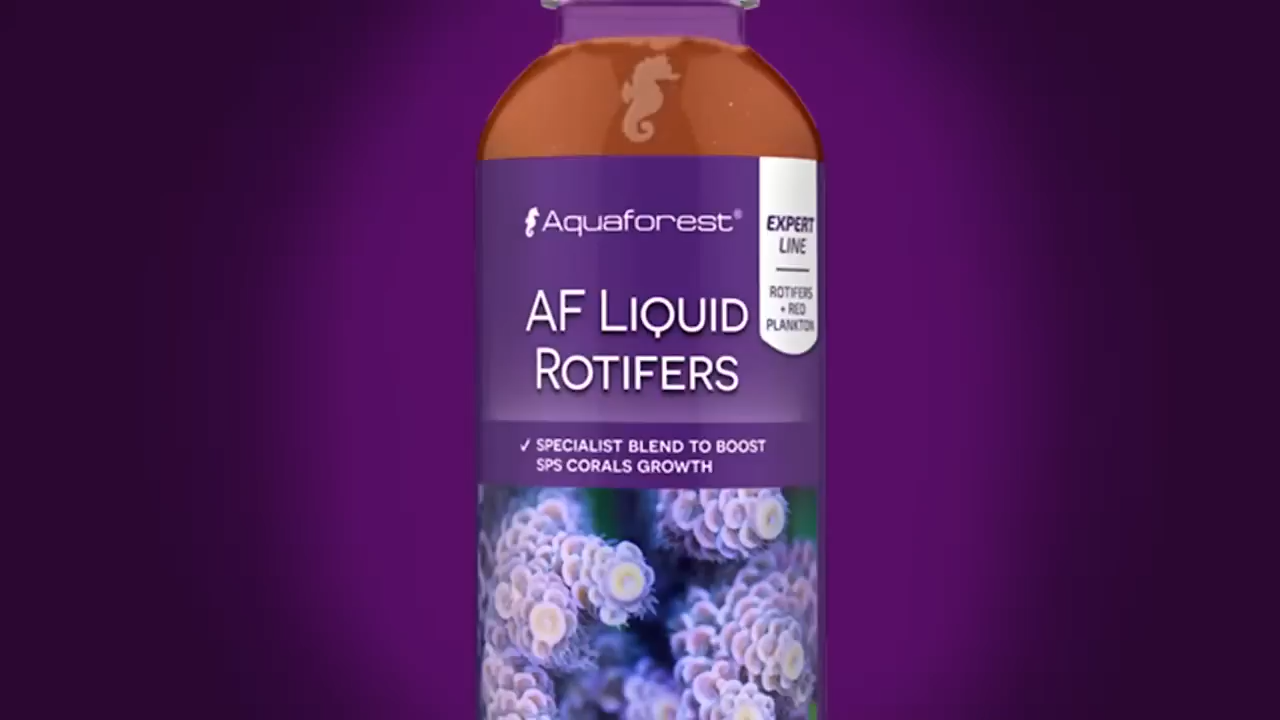 Aquaforest®
EXPERT
LINE
ROTIFERS
+ RED
PLANKTON
AF LIQUID
ROTIFERS
✓ SPECIALIST BLEND TO BOOST
SPS CORALS GROWTH